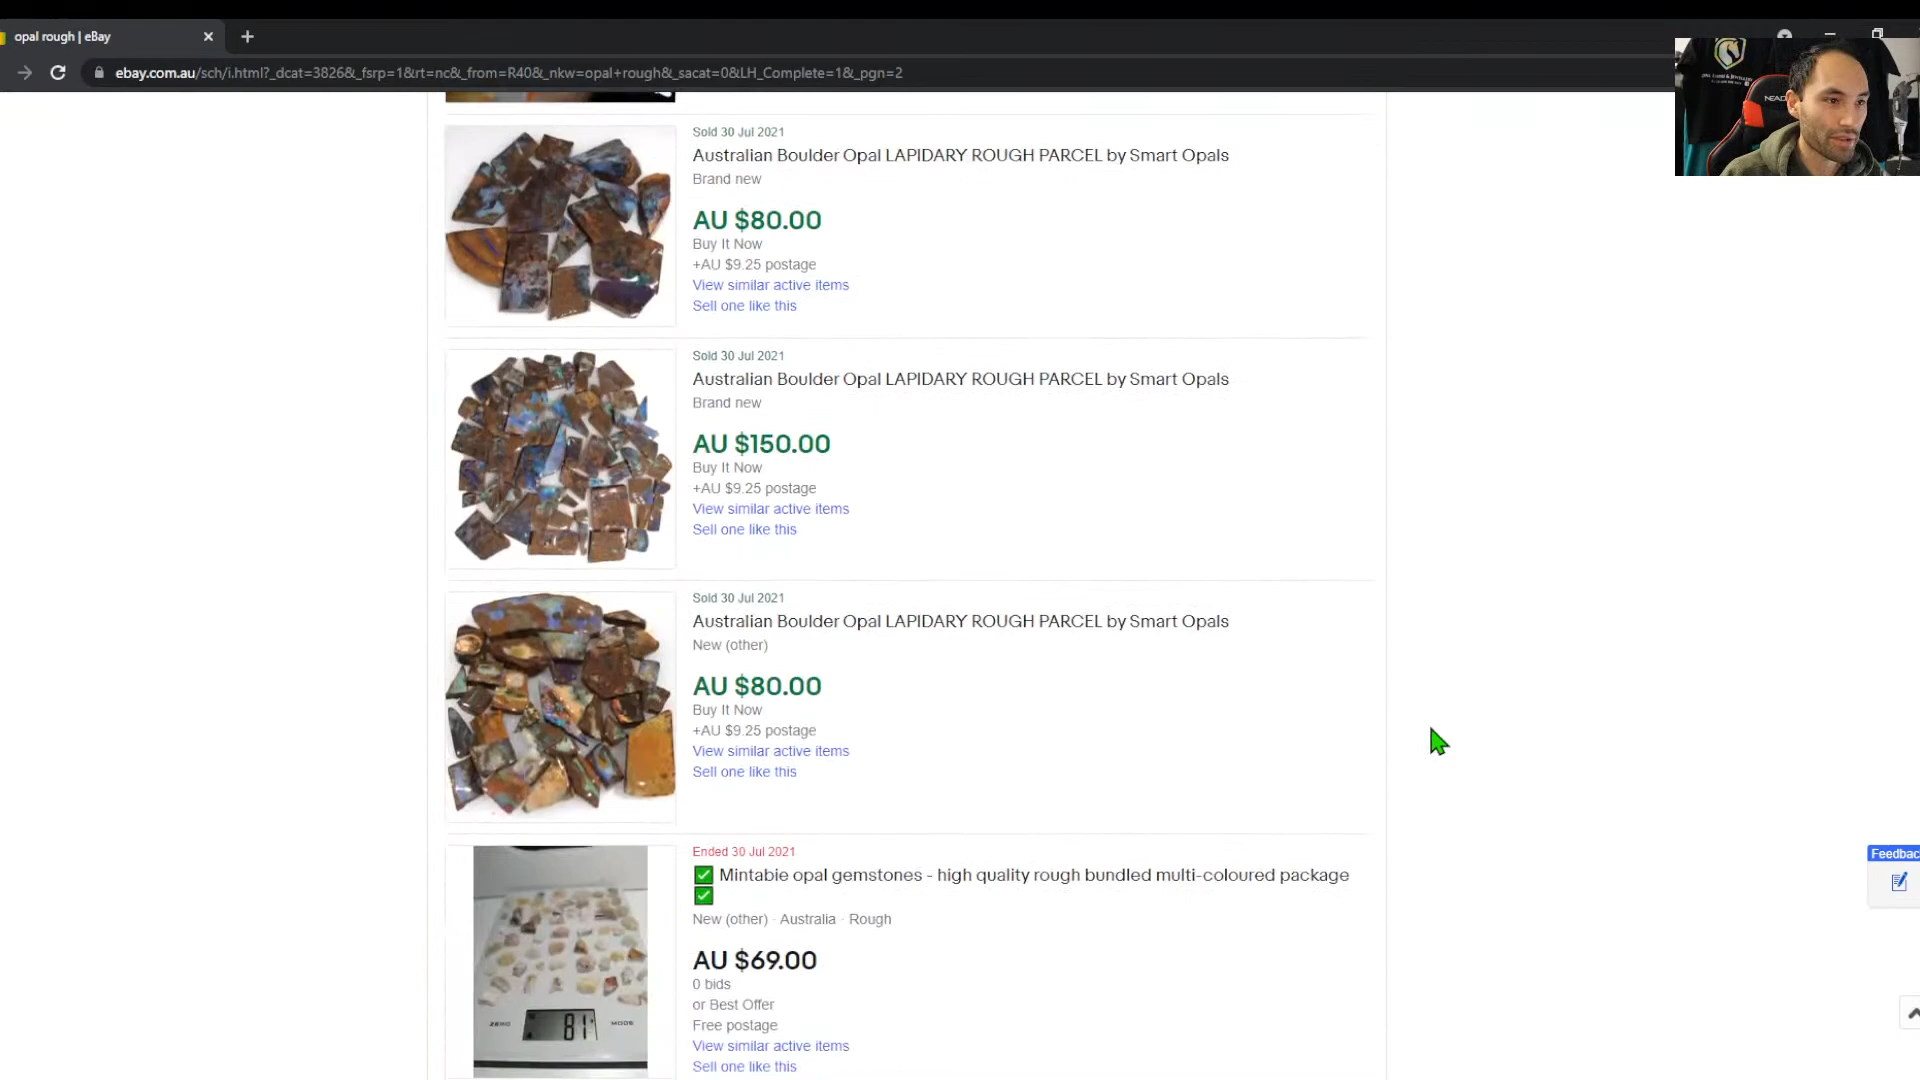 opal rough | eBay
ebay.com.au/sch/i.html?_dcat=3826&_fsrp=1&rt=nc&_from=R40&_nkw=opal+rough&_sacat=0&LH_Complete=1&_pgn=2
Sold 30 Jul 2021
Australian Boulder Opal LAPIDARY ROUGH PARCEL by Smart Opals
Brand new
AU $80.00
Buy It Now
+AU $9.25 postage
View similar active items
Sell one like this
Sold 30 Jul 2021
Australian Boulder Opal LAPIDARY ROUGH PARCEL by Smart Opals
Brand new
AU $150.00
Buy It Now
+AU $9.25 postage
View similar active items
Sell one like this
Sold 30 Jul 2021
Australian Boulder Opal LAPIDARY ROUGH PARCEL by Smart Opals
New (other)
AU $80.00
Buy It Now
+AU $9.25 postage
View similar active items
Sell one like this
Ended 30 Jul 2021
✅ Mintabie opal gemstones - high quality rough bundled multi-coloured package
✅
New (other) · Australia · Rough
AU $69.00
0 bids
or Best Offer
Free postage
View similar active items
Sell one like this
81
MODE
Feedbac